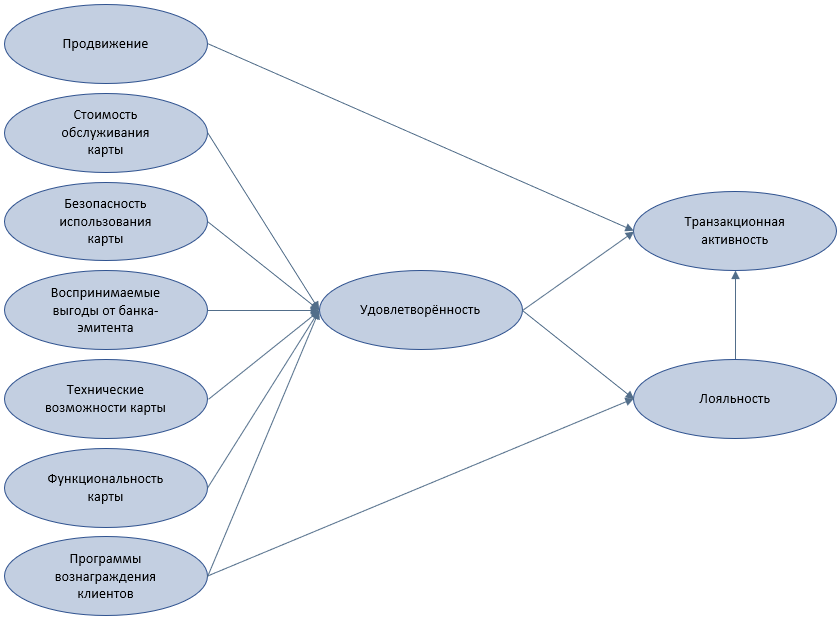 Продвижение
Стоимость
обслуживания
карты
Безопасность
использования
карты
Воспринимаемые
выгоды от банка-
эмитента
Технические
возможности карты
Функциональность
карты
Программы
вознаграждения
клиентов
Удовлетворённость
Транзакционная
активность
Лояльность